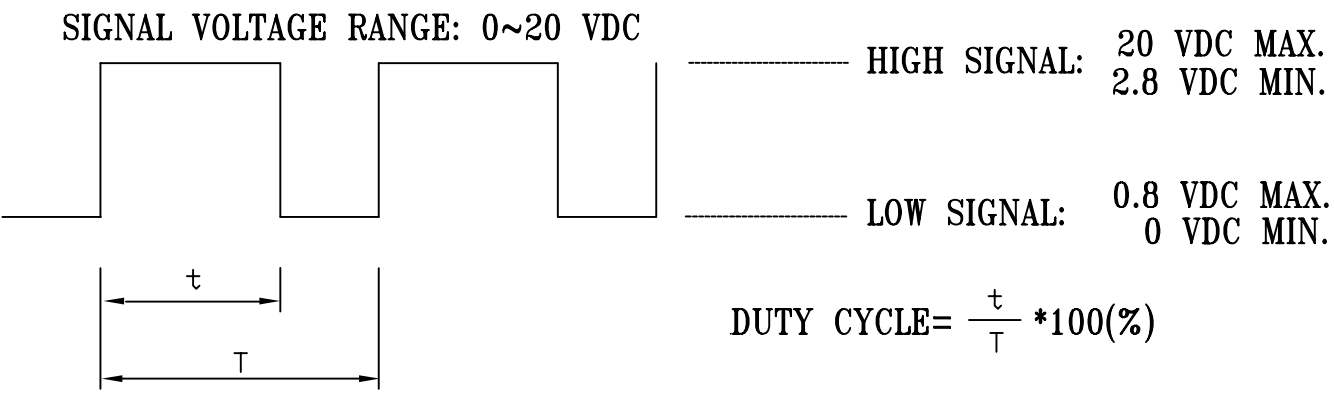 SIGNAL VOLTAGE RANGE: 0~20 VDC
HIGH SIGNAL: 20 VDC MAX.
2.8 VDC MIN.
LOW SIGNAL: 0.8 VDC MAX.
0 VDC MIN.
t
T
DUTY CYCLE= t/T *100(%)